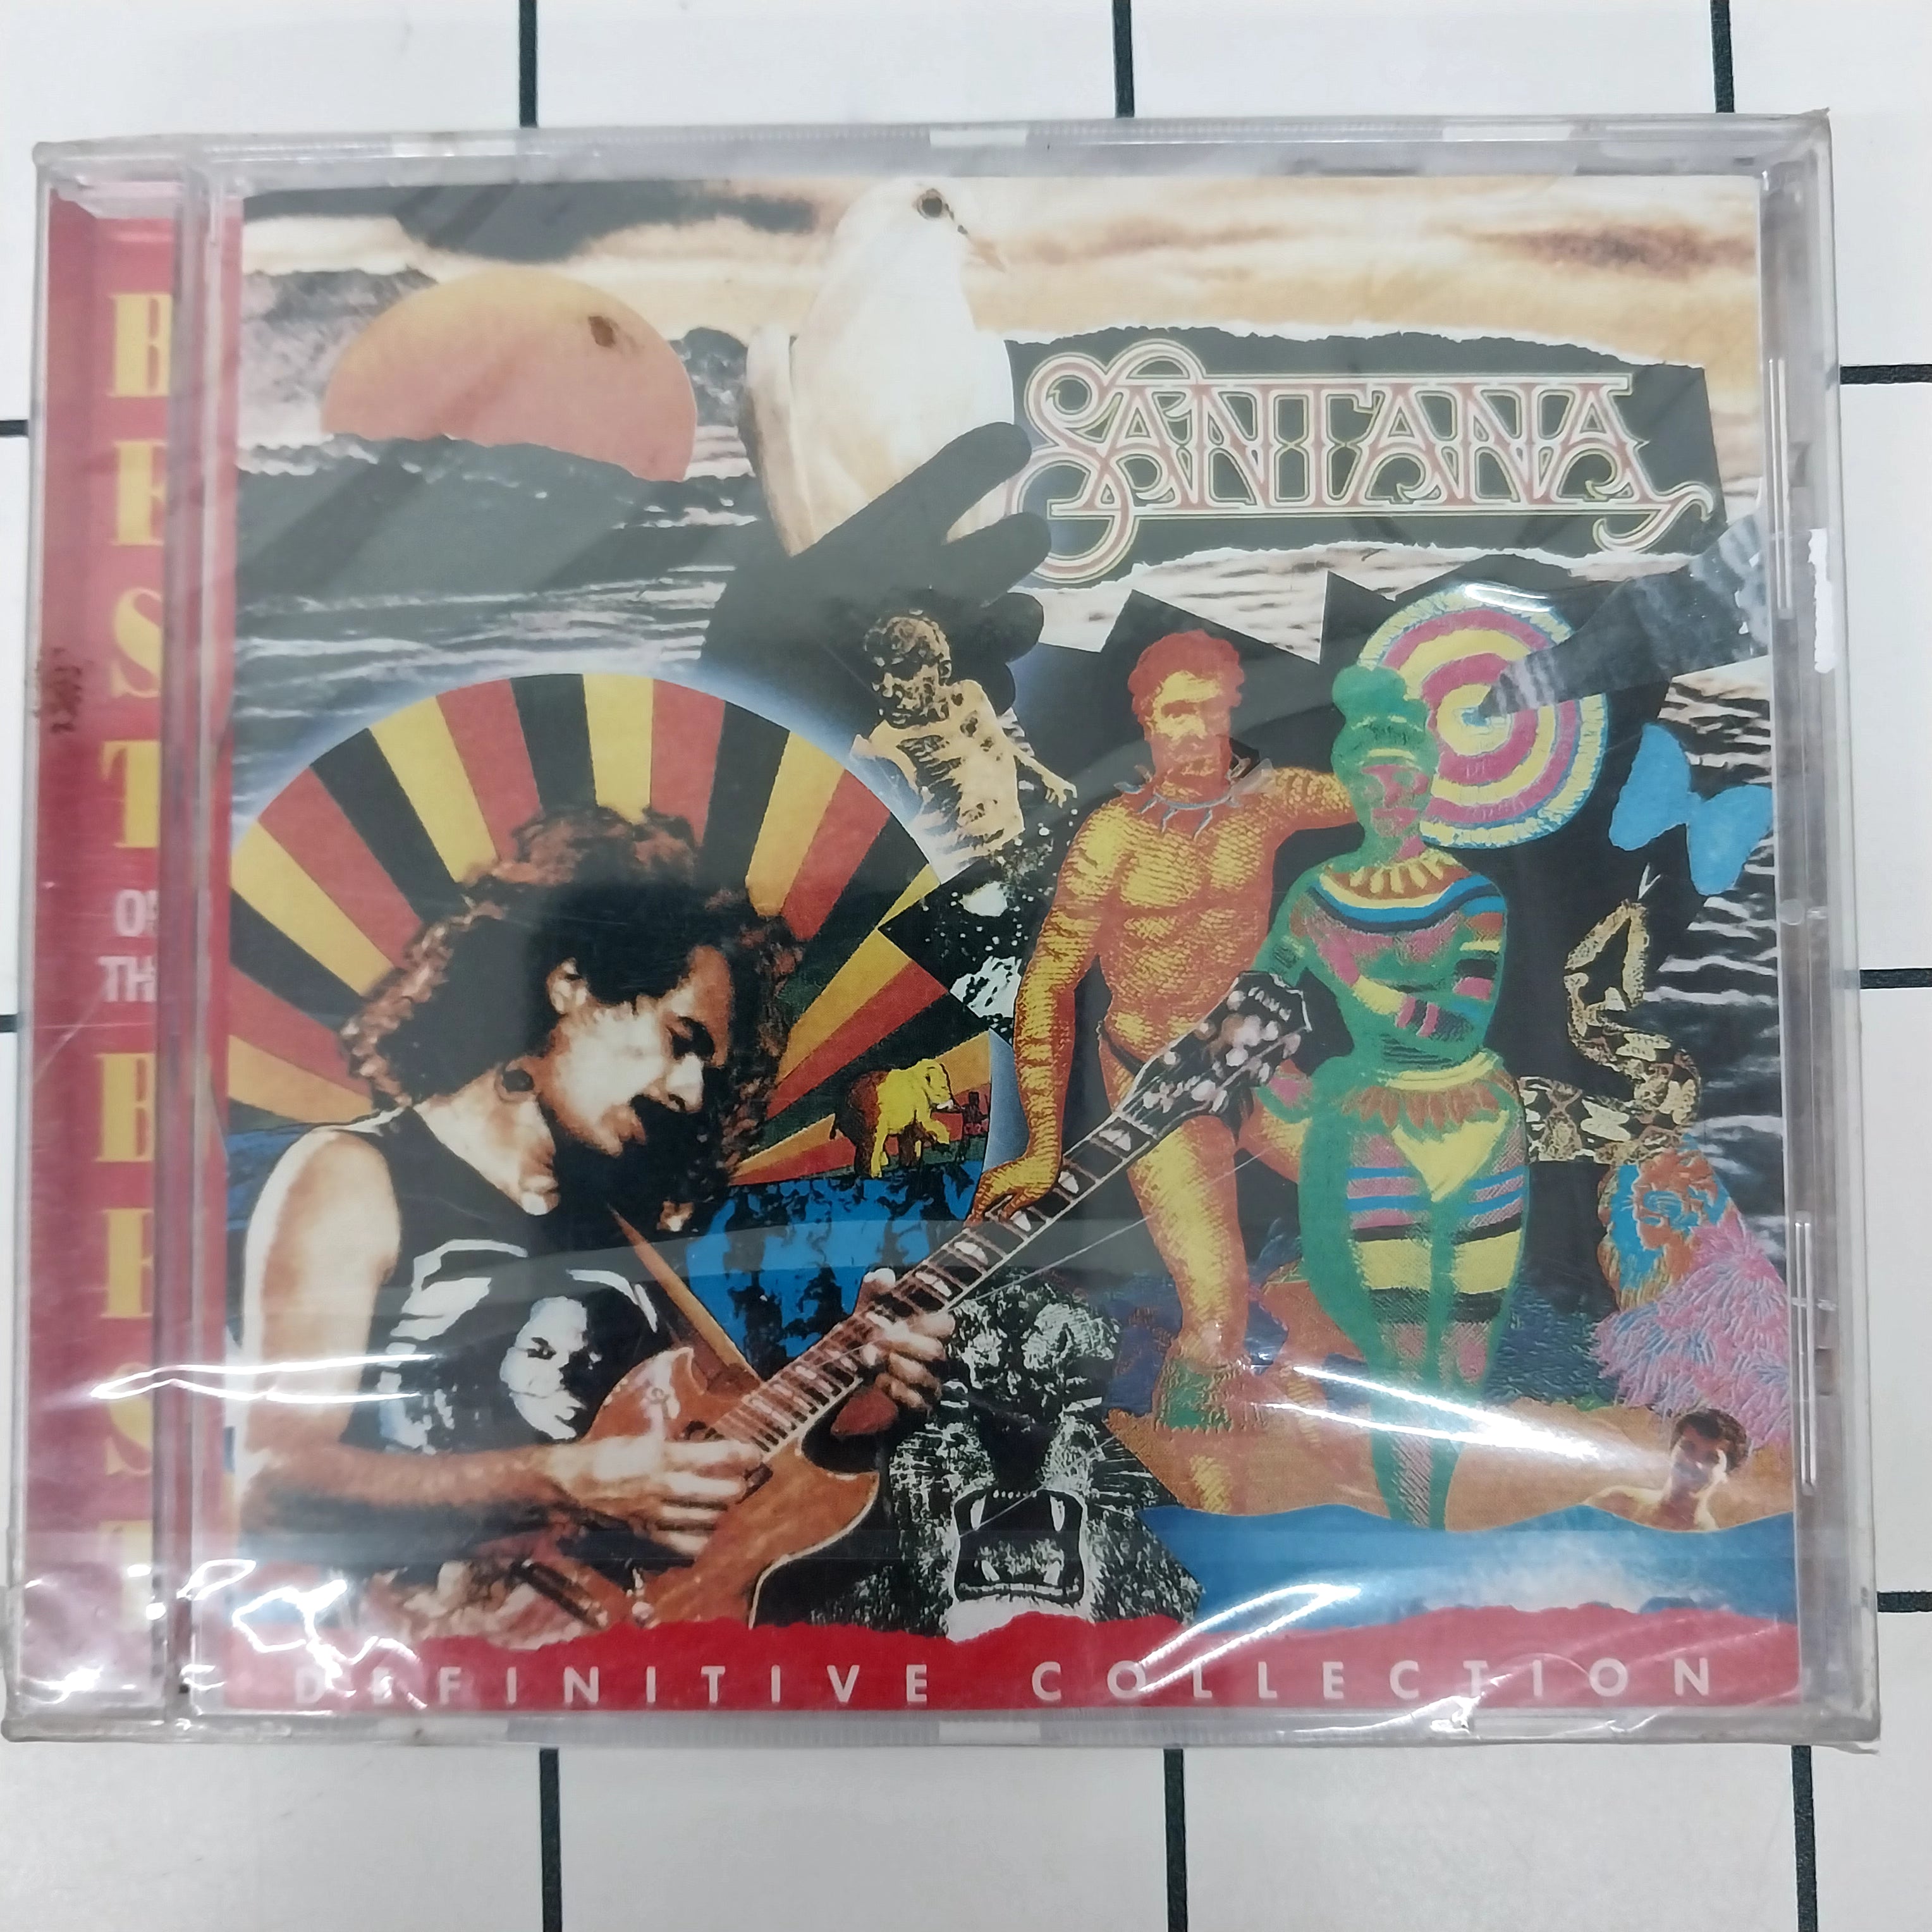 BEST
OF
THE
BEST
SANTANA
DEFINITIVE COLLECTION